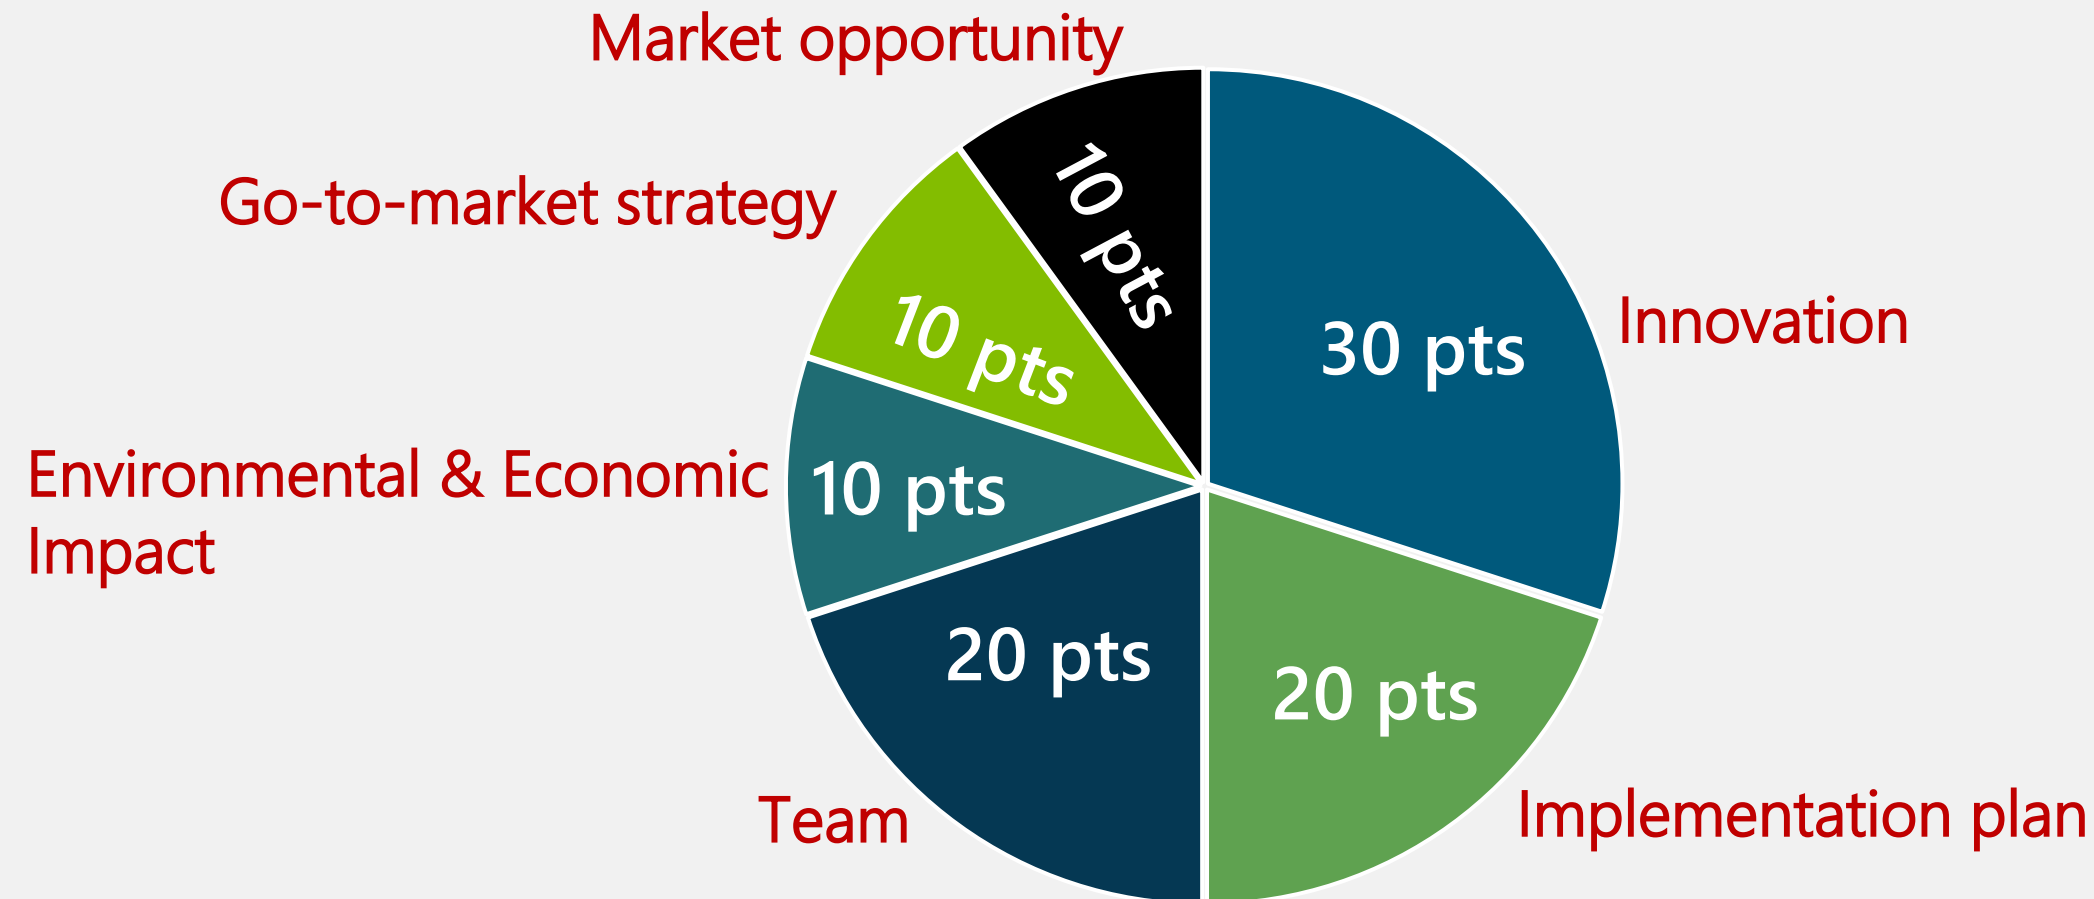 Market opportunity
10 pts
Go-to-market strategy
10 pts
Innovation
30 pts
Environmental & Economic
Impact
10 pts
20 pts
Team
20 pts
Implementation plan